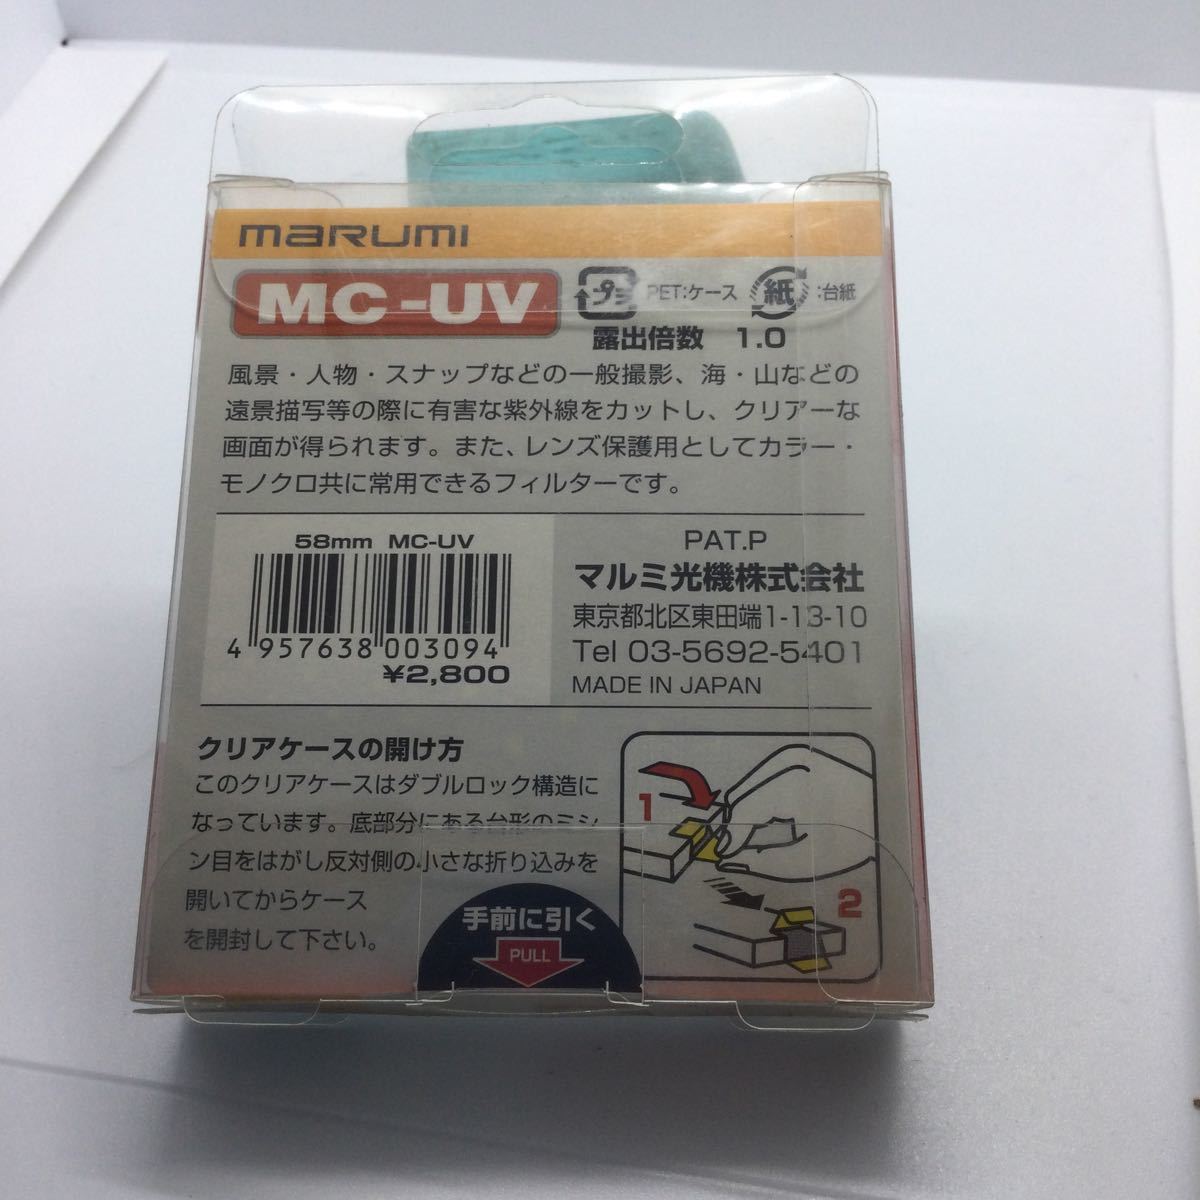 marumi
MC-UV
プラ PET:ケース 紙 :台紙
露出倍数 1.0
風景・人物・スナップなどの一般撮影、海・山などの
遠景描写等の際に有害な紫外線をカットし、クリアーな
画面が得られます。また、レンズ保護用としてカラー・
モノクロ共に常用できるフィルターです。
58mm MC-UV
4 957638 003094
¥2,800
PAT.P
マルミ光機株式会社
東京都北区東田端1-13-10
Tel 03-5692-5401
MADE IN JAPAN
クリアケースの開け方
このクリアケースはダブルロック構造に
なっています。底部分にある台形のミシ
ン目をはがし反対側の小さな折り込みを
開いてからケース
を開封して下さい。
手前に引く
PULL
1
2